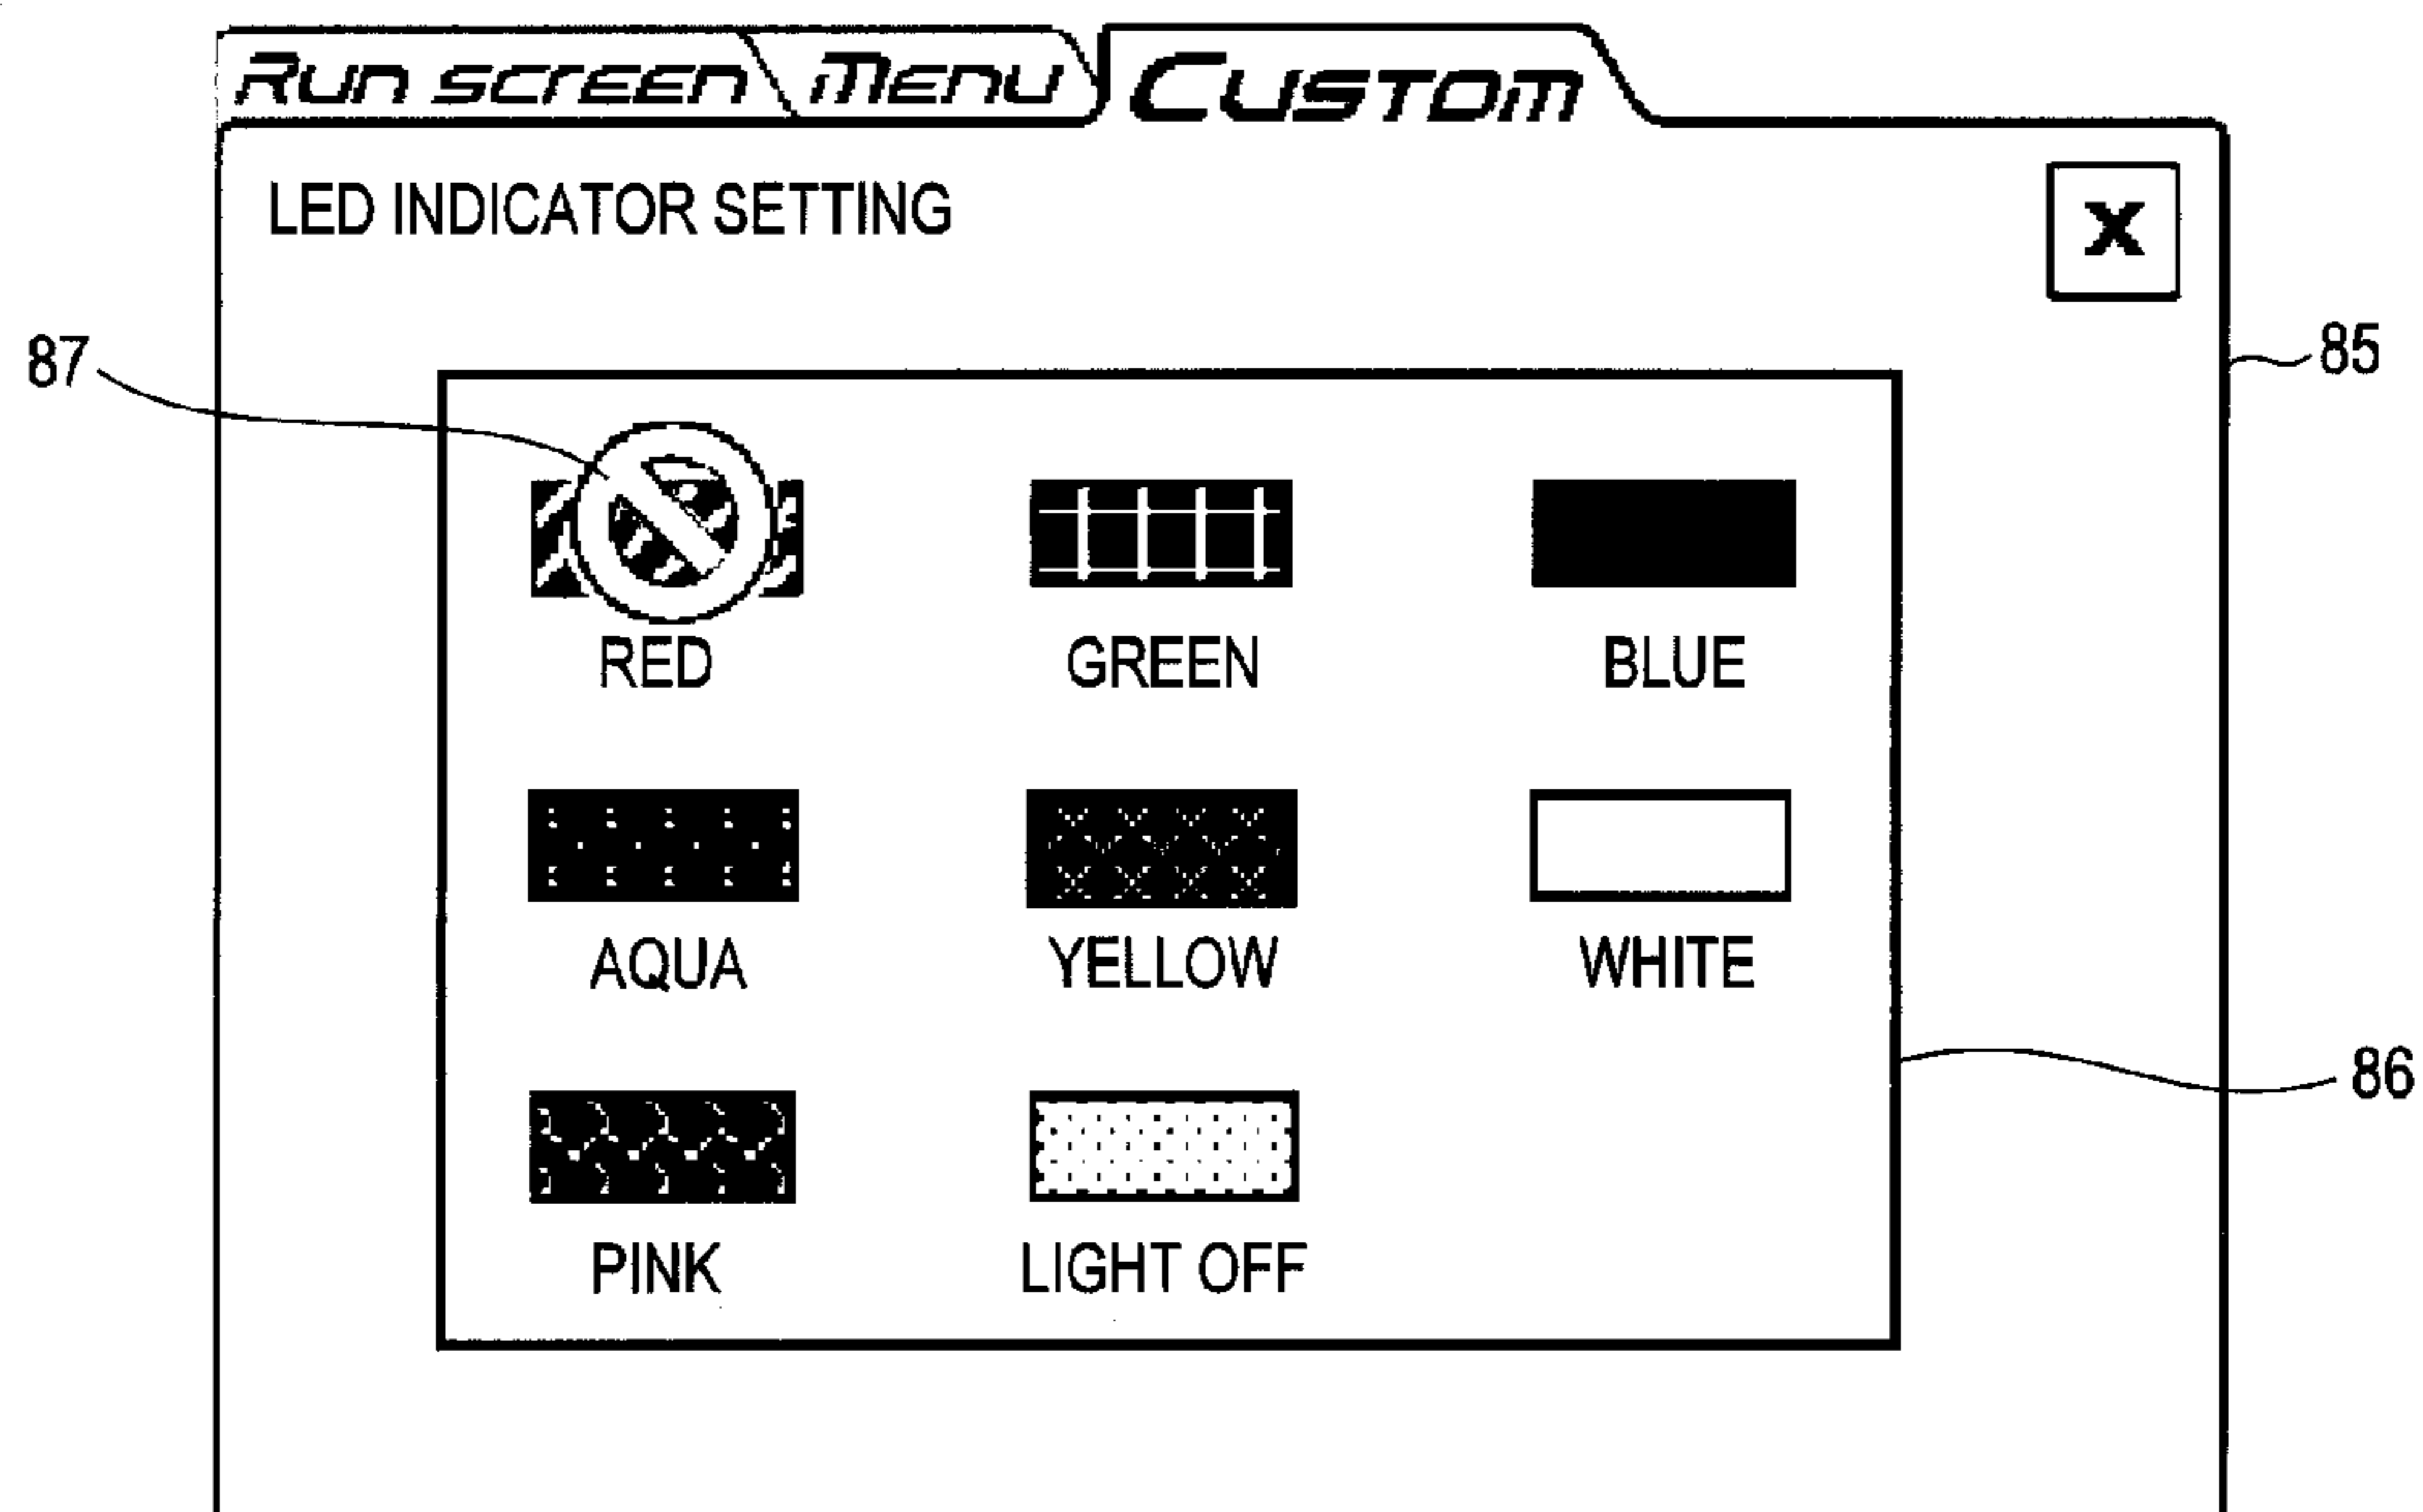 Run screen Menu Custom
LED INDICATOR SETTING
X
87
85
RED GREEN BLUE
AQUA YELLOW WHITE
86
PINK LIGHT OFF